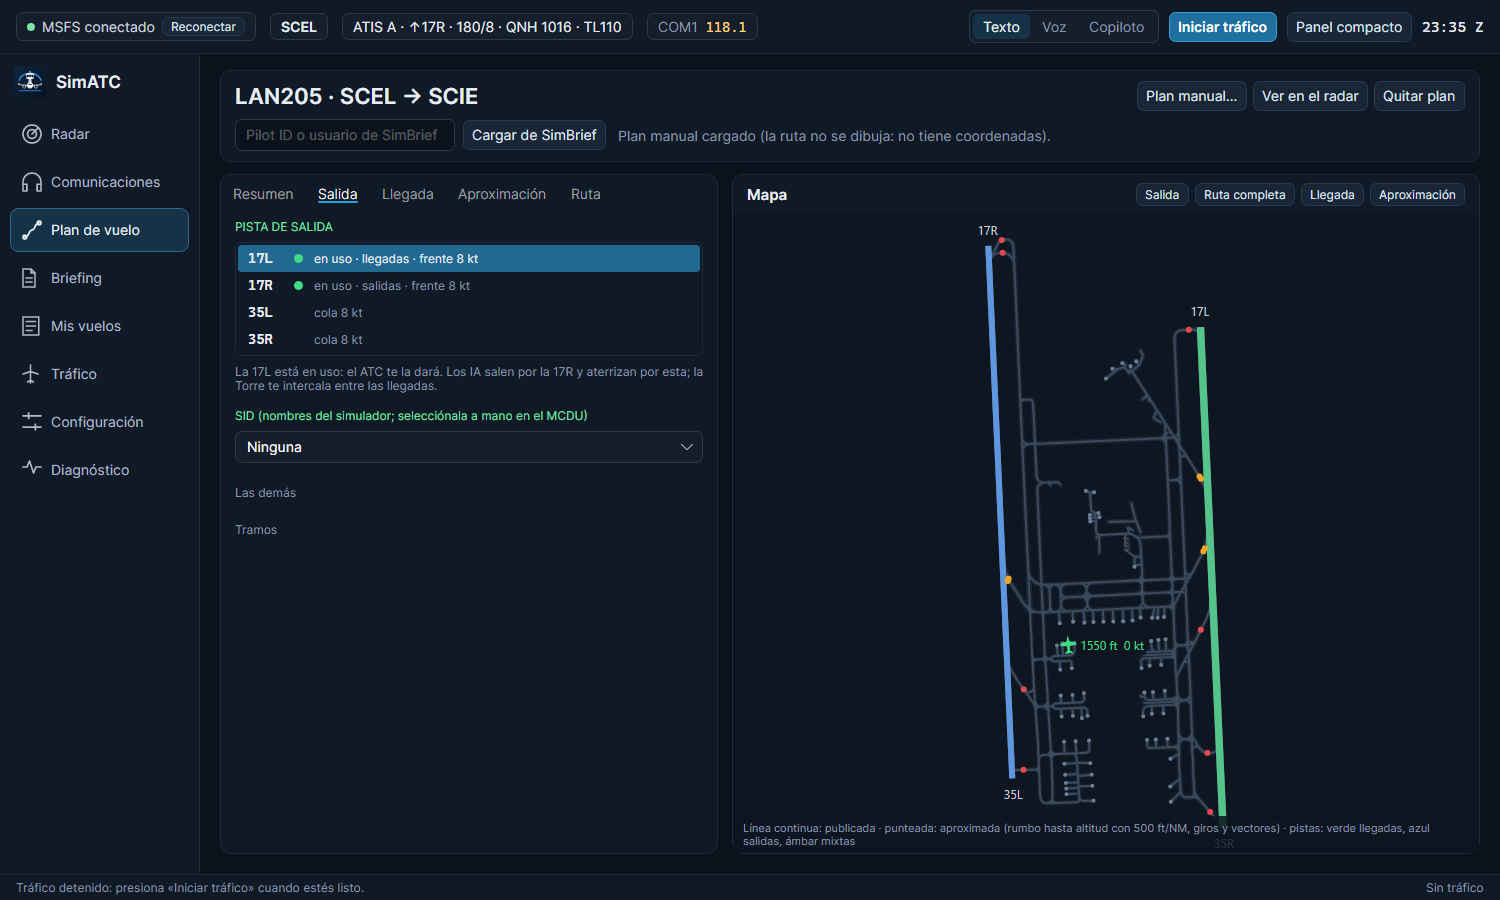 MSFS conectado Reconectar SCEL ATIS A · ↑17R · 180/8 · QNH 1016 · TL110 COM1 118.1 Texto Voz Copiloto Iniciar tráfico Panel compacto 23:35 Z
SimATC
Radar
Comunicaciones
Plan de vuelo
Briefing
Mis vuelos
Tráfico
Configuración
Diagnóstico
LAN205 · SCEL → SCIE
Plan manual... Ver en el radar Quitar plan
Pilot ID o usuario de SimBrief Cargar de SimBrief Plan manual cargado (la ruta no se dibuja: no tiene coordenadas).
Resumen Salida Llegada Aproximación Ruta
PISTA DE SALIDA
17L en uso · llegadas · frente 8 kt
17R en uso · salidas · frente 8 kt
35L cola 8 kt
35R cola 8 kt
La 17L está en uso: el ATC te la dará. Los IA salen por la 17R y aterrizan por esta; la
Torre te intercala entre las llegadas.
SID (nombres del simulador; selecciónala a mano en el MCDU)
Ninguna
Las demás
Tramos
Mapa
Salida Ruta completa Llegada Aproximación
17R
17L
1550 ft 0 kt
35L
Línea continua: publicada · punteada: aproximada (rumbo hasta altitud con 500 ft/NM, giros y vectores) · pistas: verde llegadas, azul
salidas, ámbar mixtas
35R
Tráfico detenido: presiona «Iniciar tráfico» cuando estés listo.
Sin tráfico